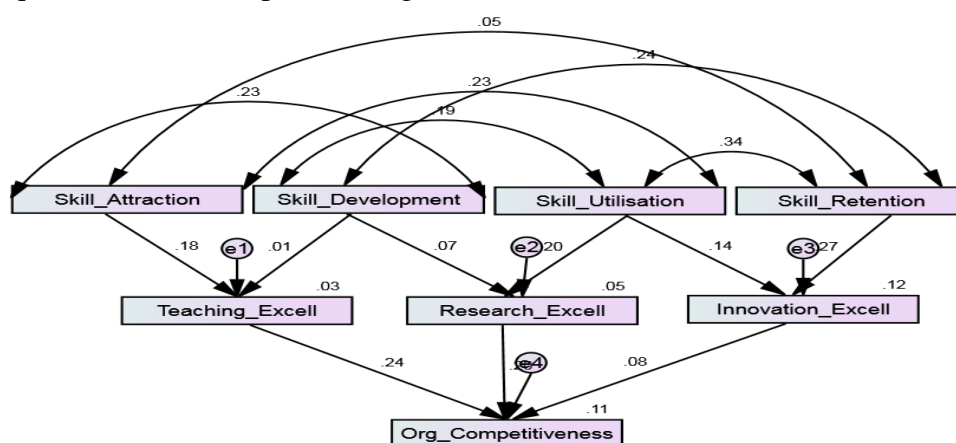 .05
.24
.23
.23
.19
.34
Skill_Attraction
Skill_Development
Skill_Utilisation
Skill_Retention
.18
e1
.01
.07
e2
.20
.14
e3
.27
.03
.05
.12
Teaching_Excell
Research_Excell
Innovation_Excell
.24
e4
.08
.11
Org_Competitiveness